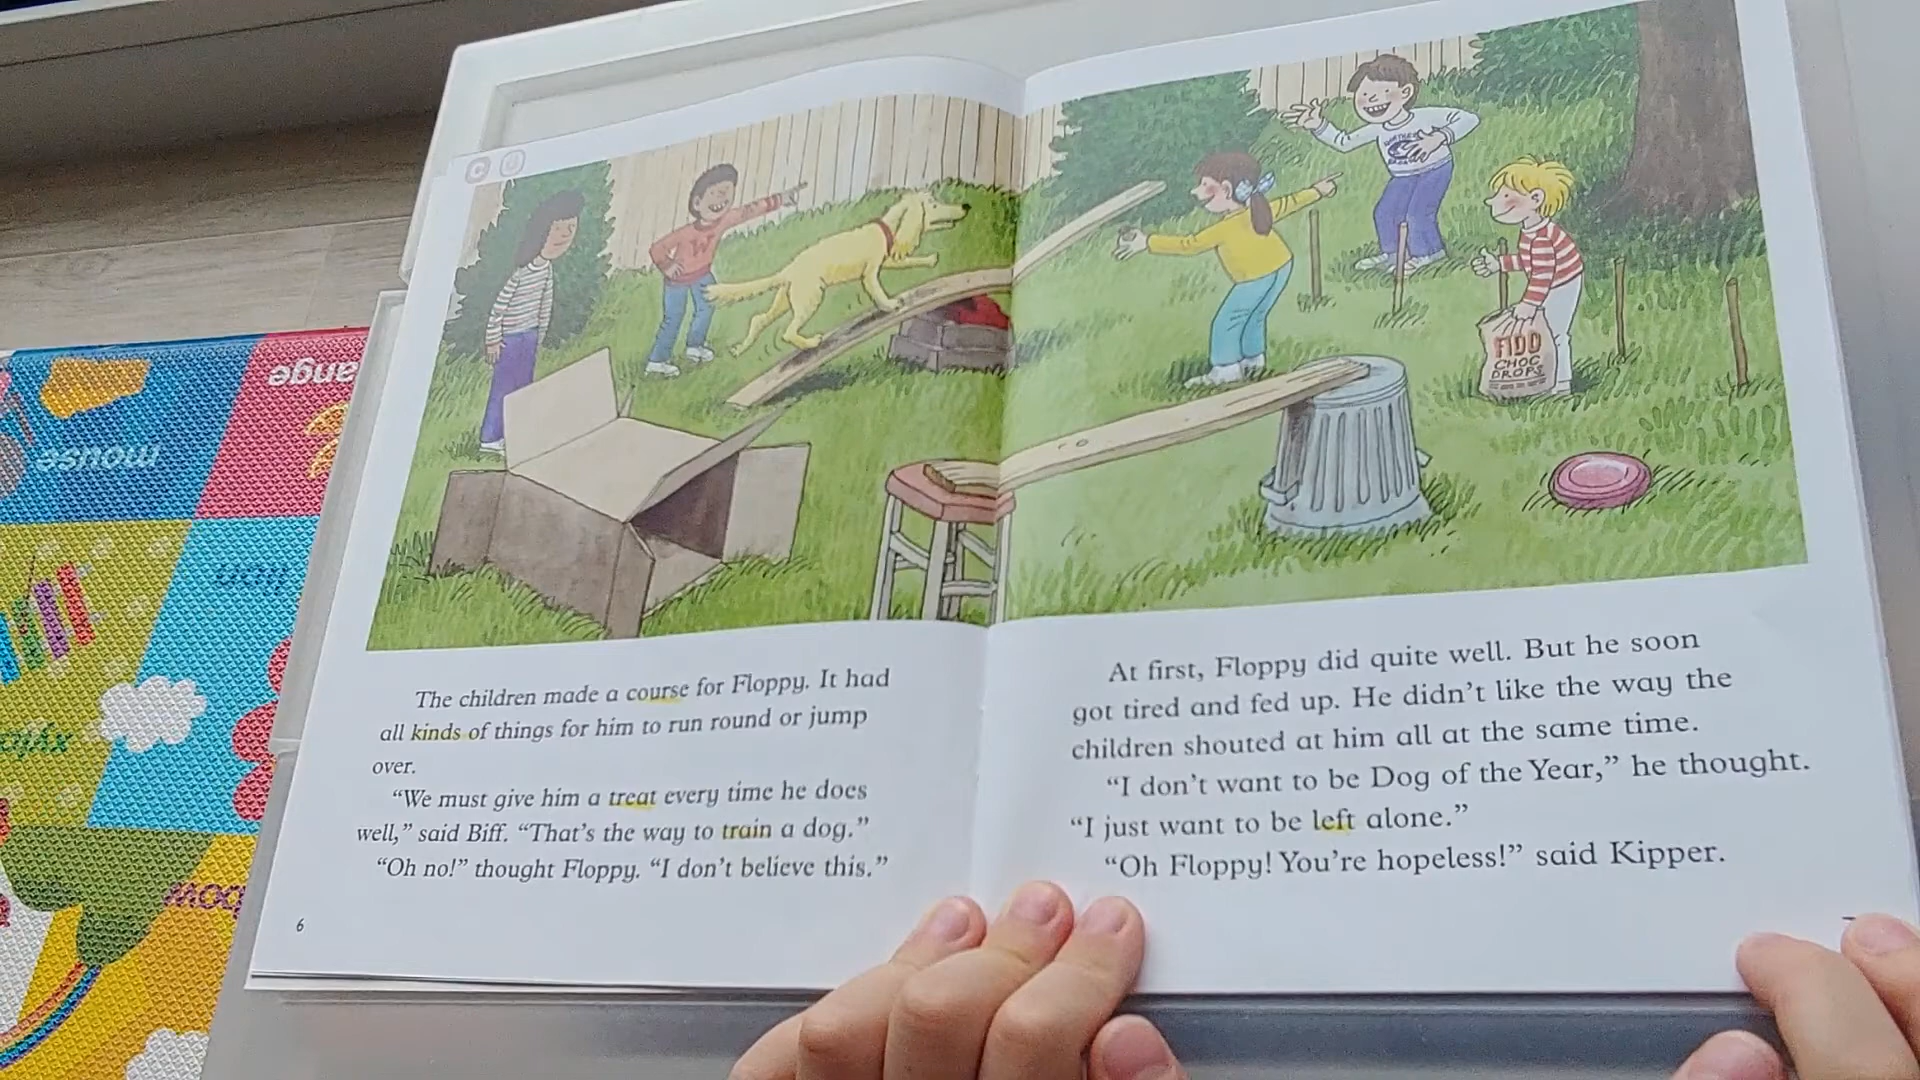 The children made a course for Floppy. It had
all kinds of things for him to run round or jump
over.
"We must give him a treat every time he does
well," said Biff. "That's the way to train a dog."
"Oh no!" thought Floppy. "I don't believe this."
6
At first, Floppy did quite well. But he soon
got tired and fed up. He didn't like the way the
children shouted at him all at the same time.
"I don't want to be Dog of the Year," he thought.
"I just want to be left alone."
"Oh Floppy! You're hopeless!" said Kipper.
FIDO
CHOC
DROPS
W
ange
mouse
lion
xylo
moo